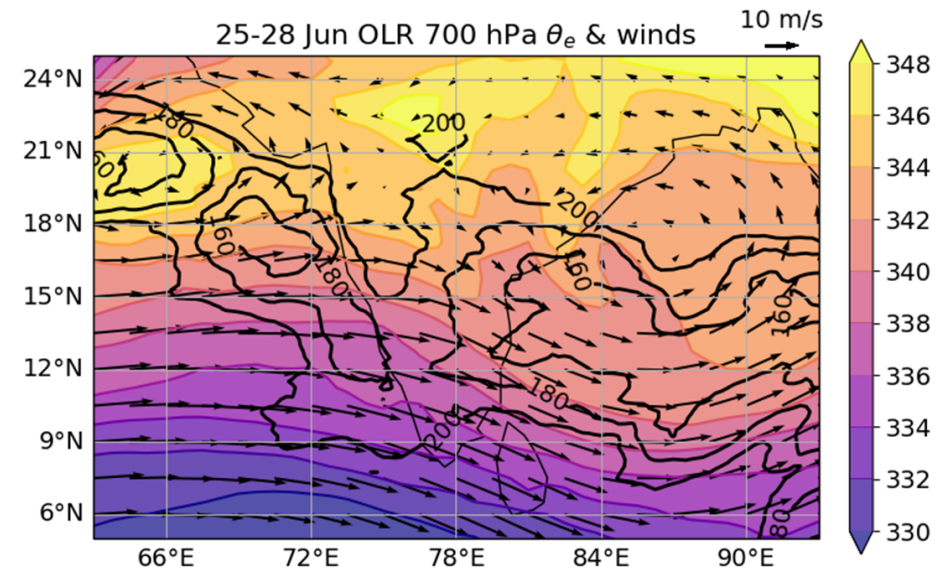 10 m/s
25-28 Jun OLR 700 hPa θe & winds
24°N
21°N
18°N
15°N
12°N
9°N
6°N
66°E
72°E
78°E
84°E
90°E
180
200
60
200
160
180
160
160
180
200
80
348
346
344
342
340
338
336
334
332
330